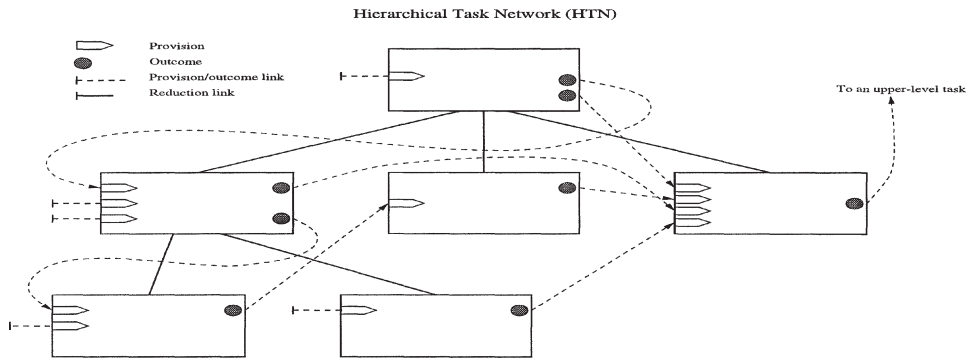 Hierarchical Task Network (HTN)
Provision
Outcome
Provision/outcome link
Reduction link
To an upper-level task